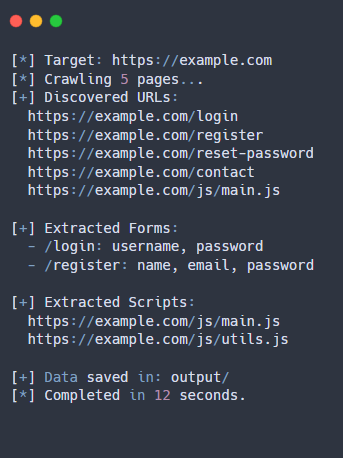 [*] Target: https://example.com
[*] Crawling 5 pages...
[+] Discovered URLs:
https://example.com/login
https://example.com/register
https://example.com/reset-password
https://example.com/contact
https://example.com/js/main.js
[+] Extracted Forms:
- /login: username, password
- /register: name, email, password
[+] Extracted Scripts:
https://example.com/js/main.js
https://example.com/js/utils.js
[+] Data saved in: output/
[*] Completed in 12 seconds.